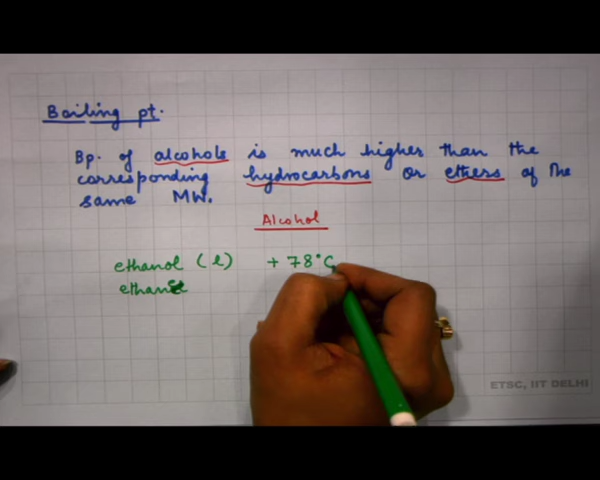 Boiling pt.
Bp. of alcohols is much higher than the
corresponding hydrocarbons or ethers of the
same MW.
Alcohol
ethanol (l) + 78°C
ethane
ETSC, IIT DELHI